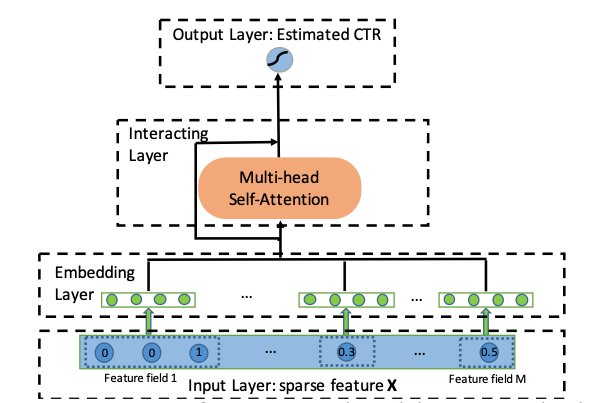 Output Layer: Estimated CTR
Interacting
Layer
Multi-head
Self-Attention
Embedding
Layer
... ...
0 0 1 ... 0.3 ... 0.5
Feature field 1 Feature field M
Input Layer: sparse feature X